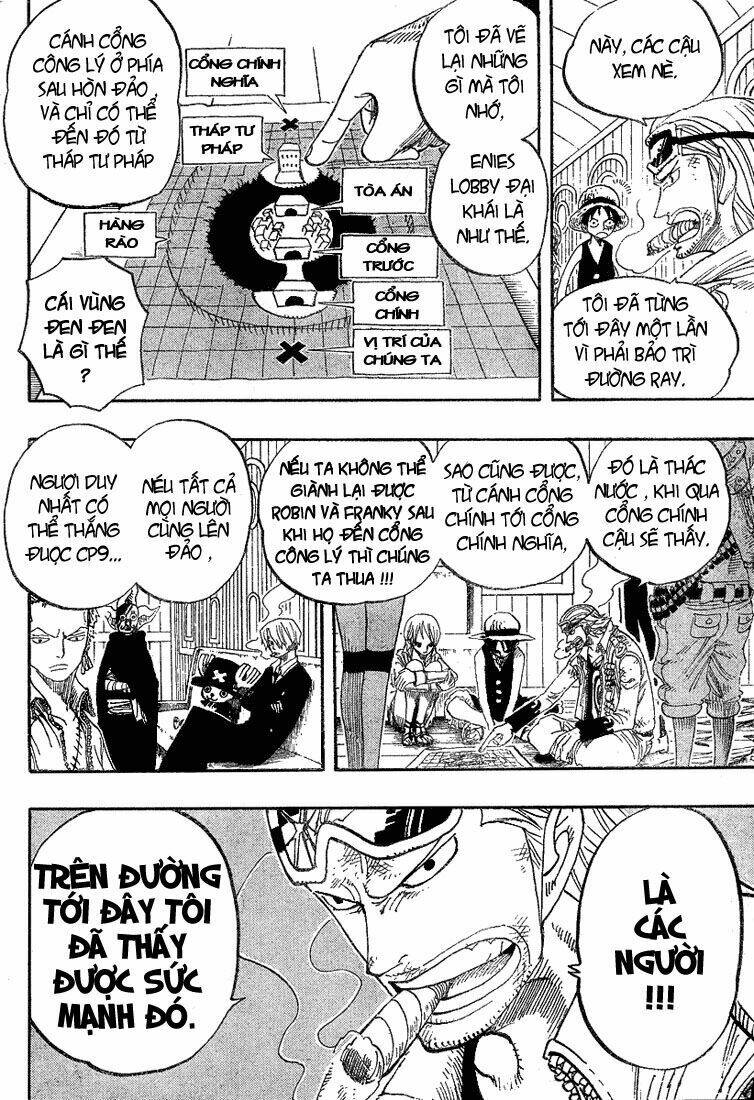 NÀY, CÁC CẬU
XEM NÈ.
TÔI ĐÃ TỪNG
TỚI ĐÂY MỘT LẦN
VÌ PHẢI BẢO TRÌ
ĐƯỜNG RAY.
TÔI ĐÃ VẼ
LẠI NHỮNG
GÌ MÀ TÔI
NHỚ,
ENIES
LOBBY ĐẠI
KHÁI LÀ
NHƯ THẾ.
CÁNH CỔNG
CÔNG LÝ Ở PHÍA
SAU HÒN ĐẢO ,
VÀ CHỈ CÓ THỂ
ĐẾN ĐÓ TỪ
THÁP TƯ PHÁP
CỔNG CHÍNH
NGHĨA
THÁP TƯ
PHÁP
TÒA ÁN
HÀNG
RÀO
CỔNG
TRƯỚC
CỔNG
CHÍNH
VỊ TRÍ CỦA
CHÚNG TA
CÁI VÙNG
ĐEN ĐEN
LÀ GÌ THẾ
?
ĐÓ LÀ THÁC
NƯỚC , KHI QUA
CỔNG CHÍNH
CẬU SẼ THẤY.
SAO CŨNG ĐƯỢC,
TỪ CÁNH CỔNG
CHÍNH TỚI CỔNG
CHÍNH NGHĨA,
NẾU TA KHÔNG THỂ
GIÀNH LẠI ĐƯỢC
ROBIN VÀ FRANKY SAU
KHI HỌ ĐẾN CỔNG
CÔNG LÝ THÌ CHÚNG
TA THUA !!!
NẾU TẤT CẢ
MỌI NGƯỜI
CÙNG LÊN
ĐẢO ,
NGƯỢI DUY
NHẤT CÓ
THỂ THẮNG
ĐUỢC CP9...
LÀ
CÁC
NGƯỜI
!!!
TRÊN ĐƯỜNG
TỚI ĐÂY TÔI
ĐÃ THẤY
ĐƯỢC SỨC
MẠNH ĐÓ.